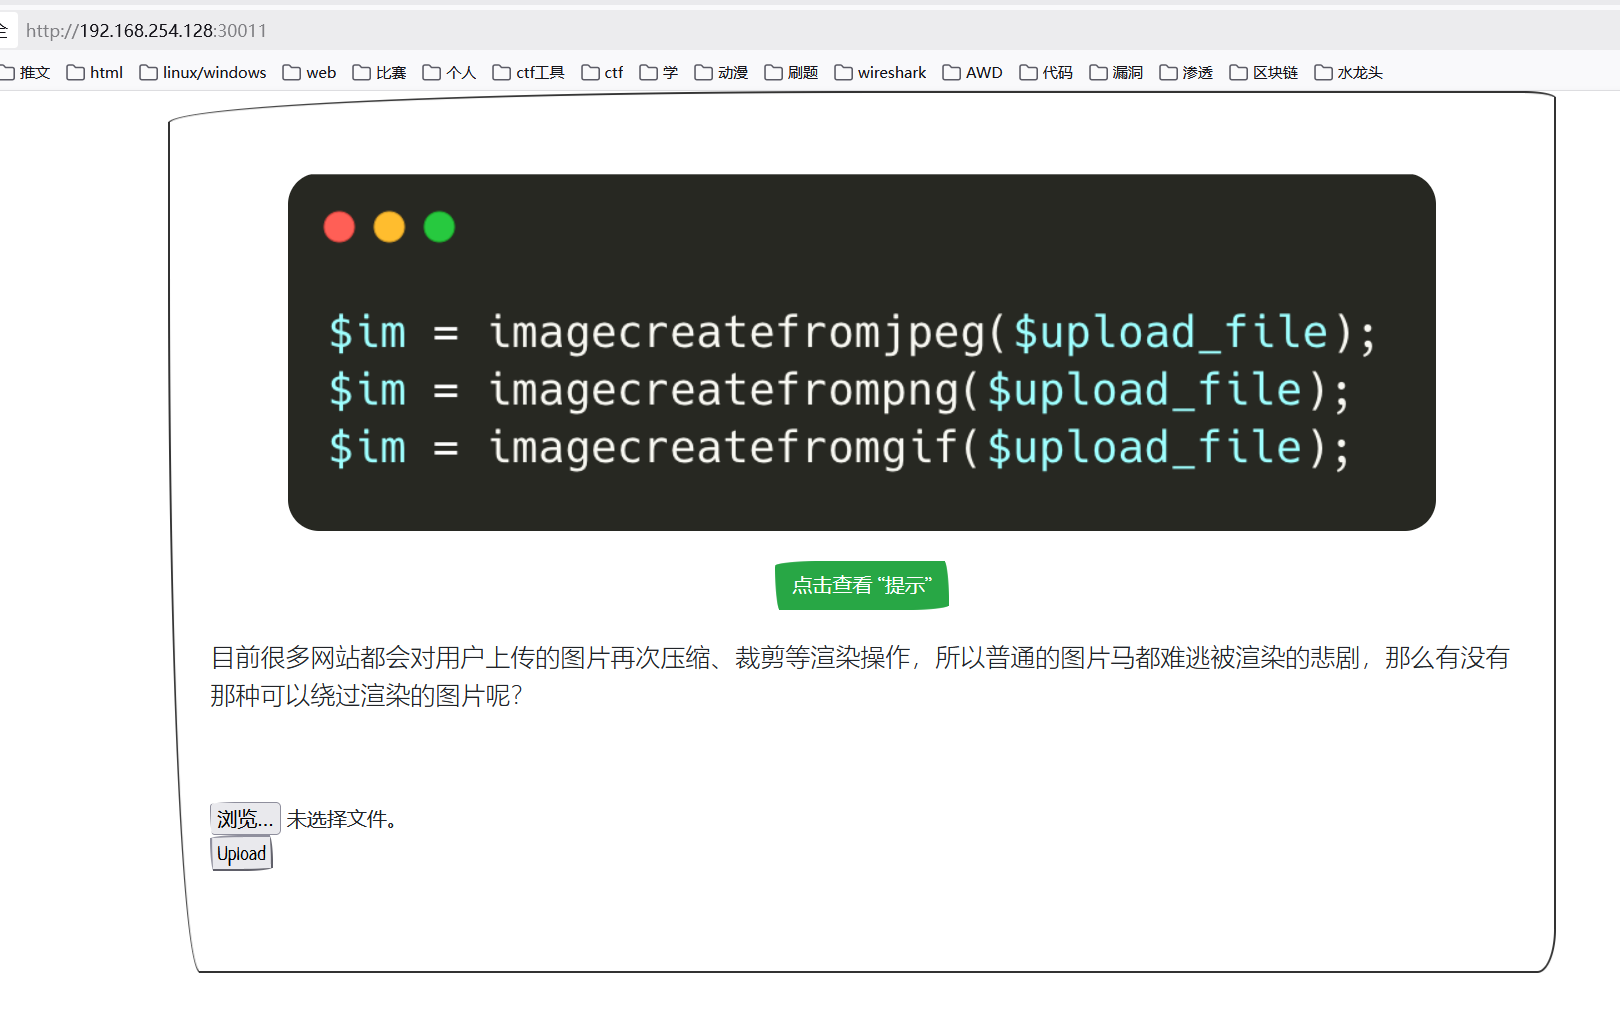 全 http://192.168.254.128:30011
推文 html linux/windows web 比赛 个人 ctf工具 ctf 学 动漫 刷题 wireshark AWD 代码 漏洞 渗透 区块链 水龙头
$im = imagecreatefromjpeg($upload_file);
$im = imagecreatefrompng($upload_file);
$im = imagecreatefromgif($upload_file);
点击查看 “提示”
目前很多网站都会对用户上传的图片再次压缩、裁剪等渲染操作，所以普通的图片马都难逃被渲染的悲剧，那么有没有
那种可以绕过渲染的图片呢？
浏览... 未选择文件。
Upload